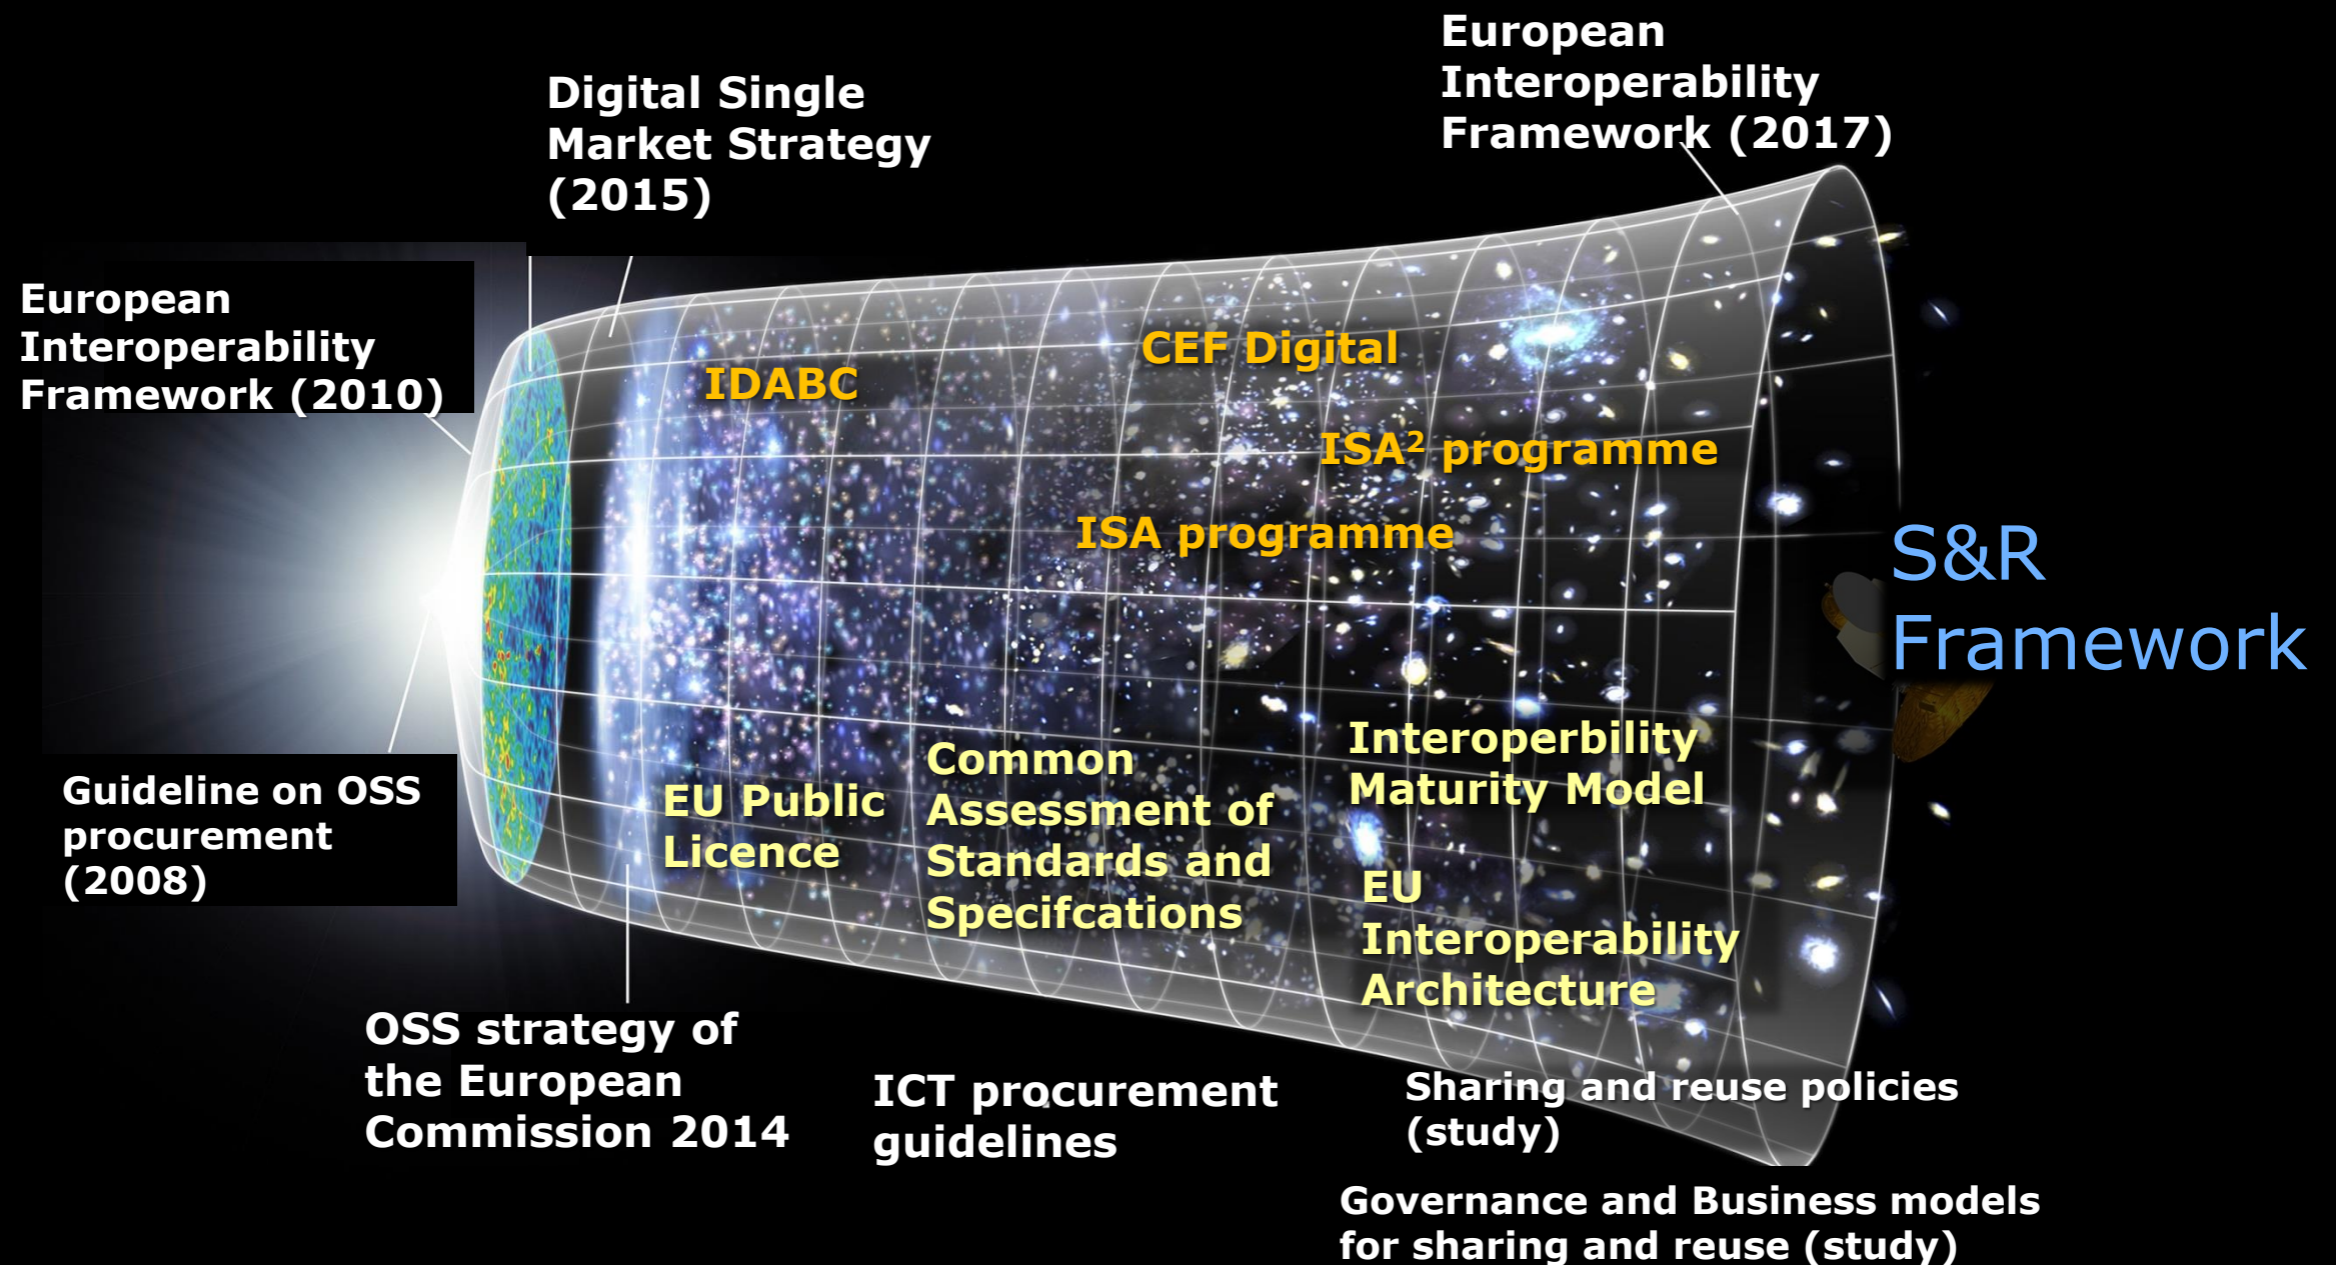 European
Interoperability
Framework (2017)
Digital Single
Market Strategy
(2015)
European
Interoperability
Framework (2010)
CEF Digital
IDABC
ISA² programme
ISA programme
S&R
Framework
Guideline on OSS
procurement
(2008)
EU Public
Licence
Common
Assessment of
Standards and
Specifcations
Interoperbility
Maturity Model
EU
Interoperability
Architecture
OSS strategy of
the European
Commission 2014
ICT procurement
guidelines
Sharing and reuse policies
(study)
Governance and Business models
for sharing and reuse (study)